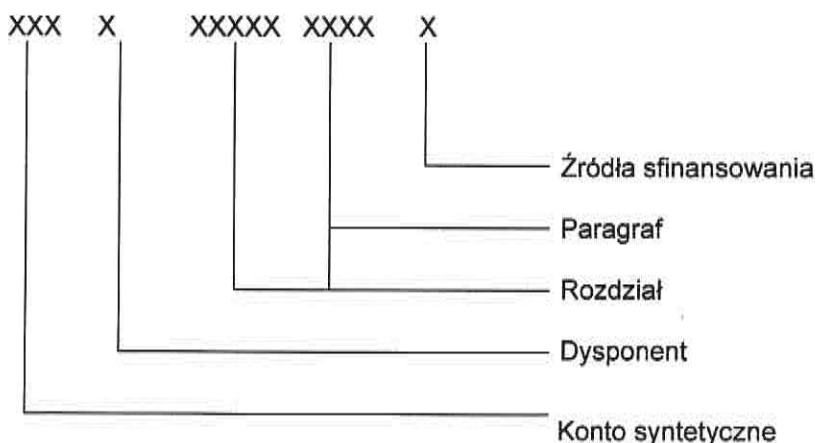 XXX X XXXXX XXXX X
Źródła sfinansowania
Paragraf
Rozdział
Dysponent
Konto syntetyczne